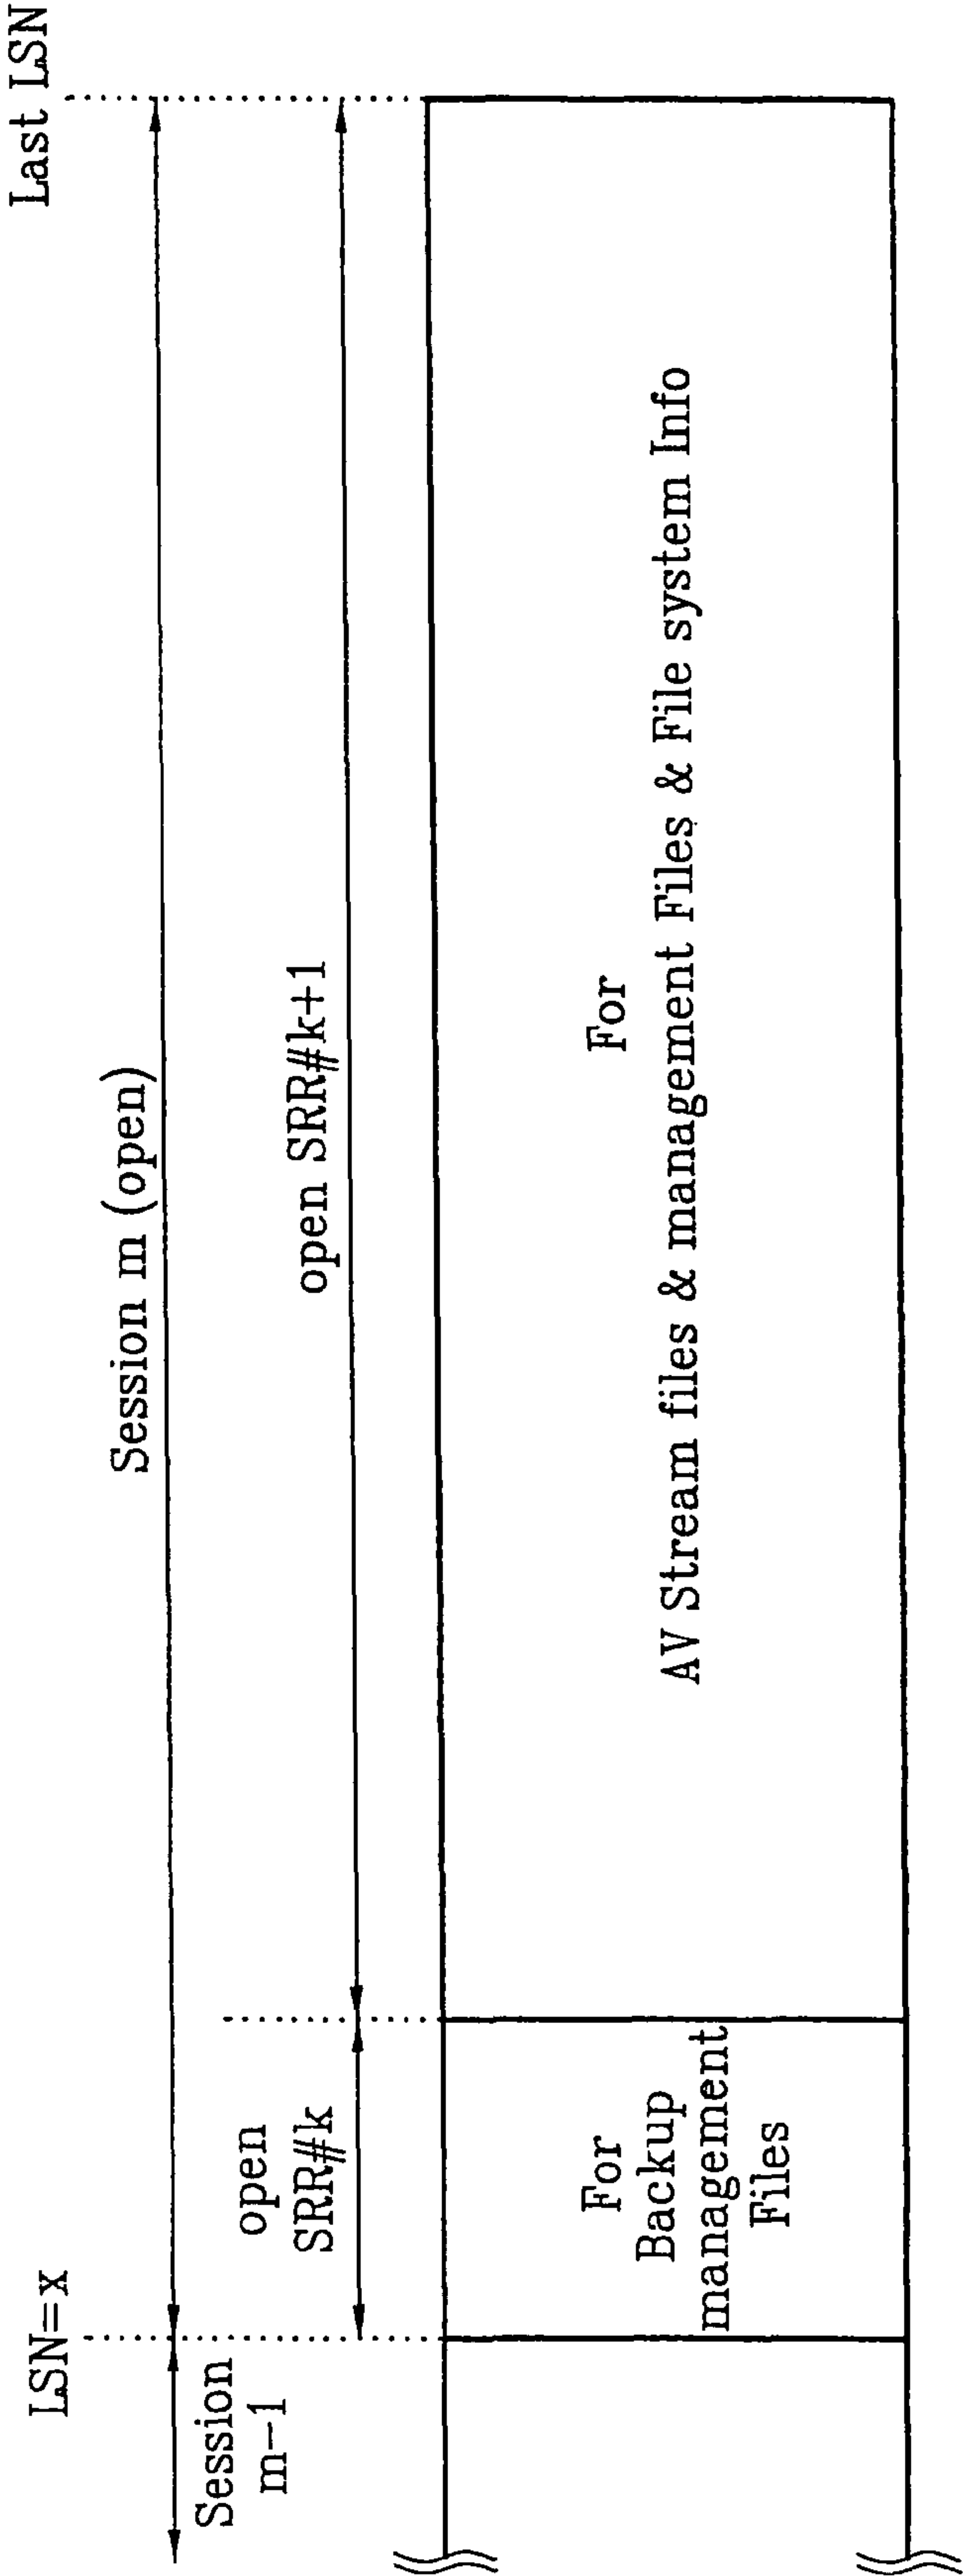 LSN=x
Last LSN
Session m (open)
Session
m-1
open
SRR#k
open SRR#k+1
For
Backup
management
Files
For
AV Stream files & management Files & File system Info